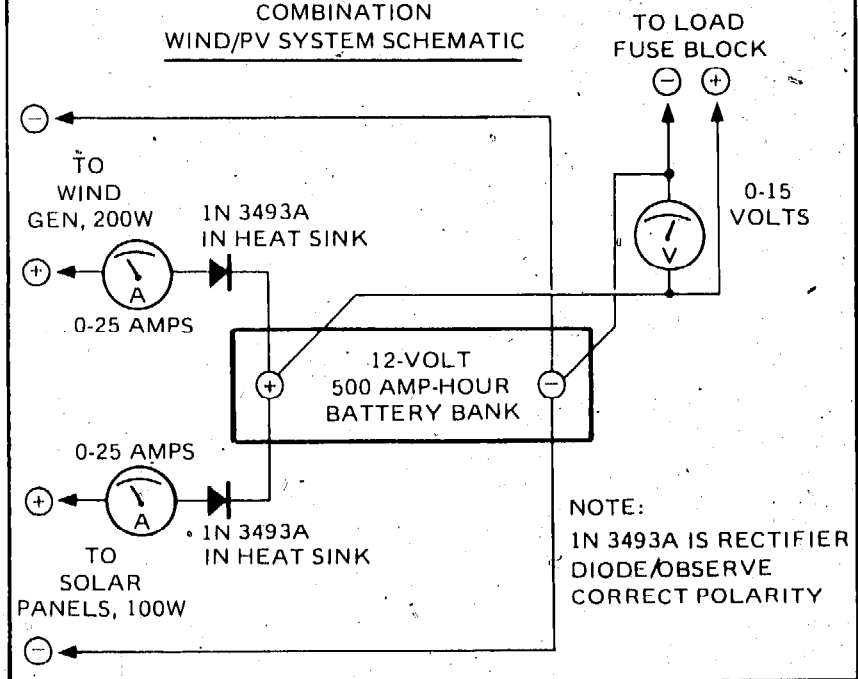 COMBINATION
WIND/PV SYSTEM SCHEMATIC
TO LOAD
FUSE BLOCK
− +
−
TO
WIND
GEN, 200W
1N 3493A
IN HEAT SINK
+
A
0-25 AMPS
0-15
VOLTS
V
12-VOLT
500 AMP-HOUR
BATTERY BANK
+
−
0-25 AMPS
+
A
1N 3493A
IN HEAT SINK
TO
SOLAR
PANELS, 100W
−
NOTE:
1N 3493A IS RECTIFIER
DIODE/OBSERVE
CORRECT POLARITY